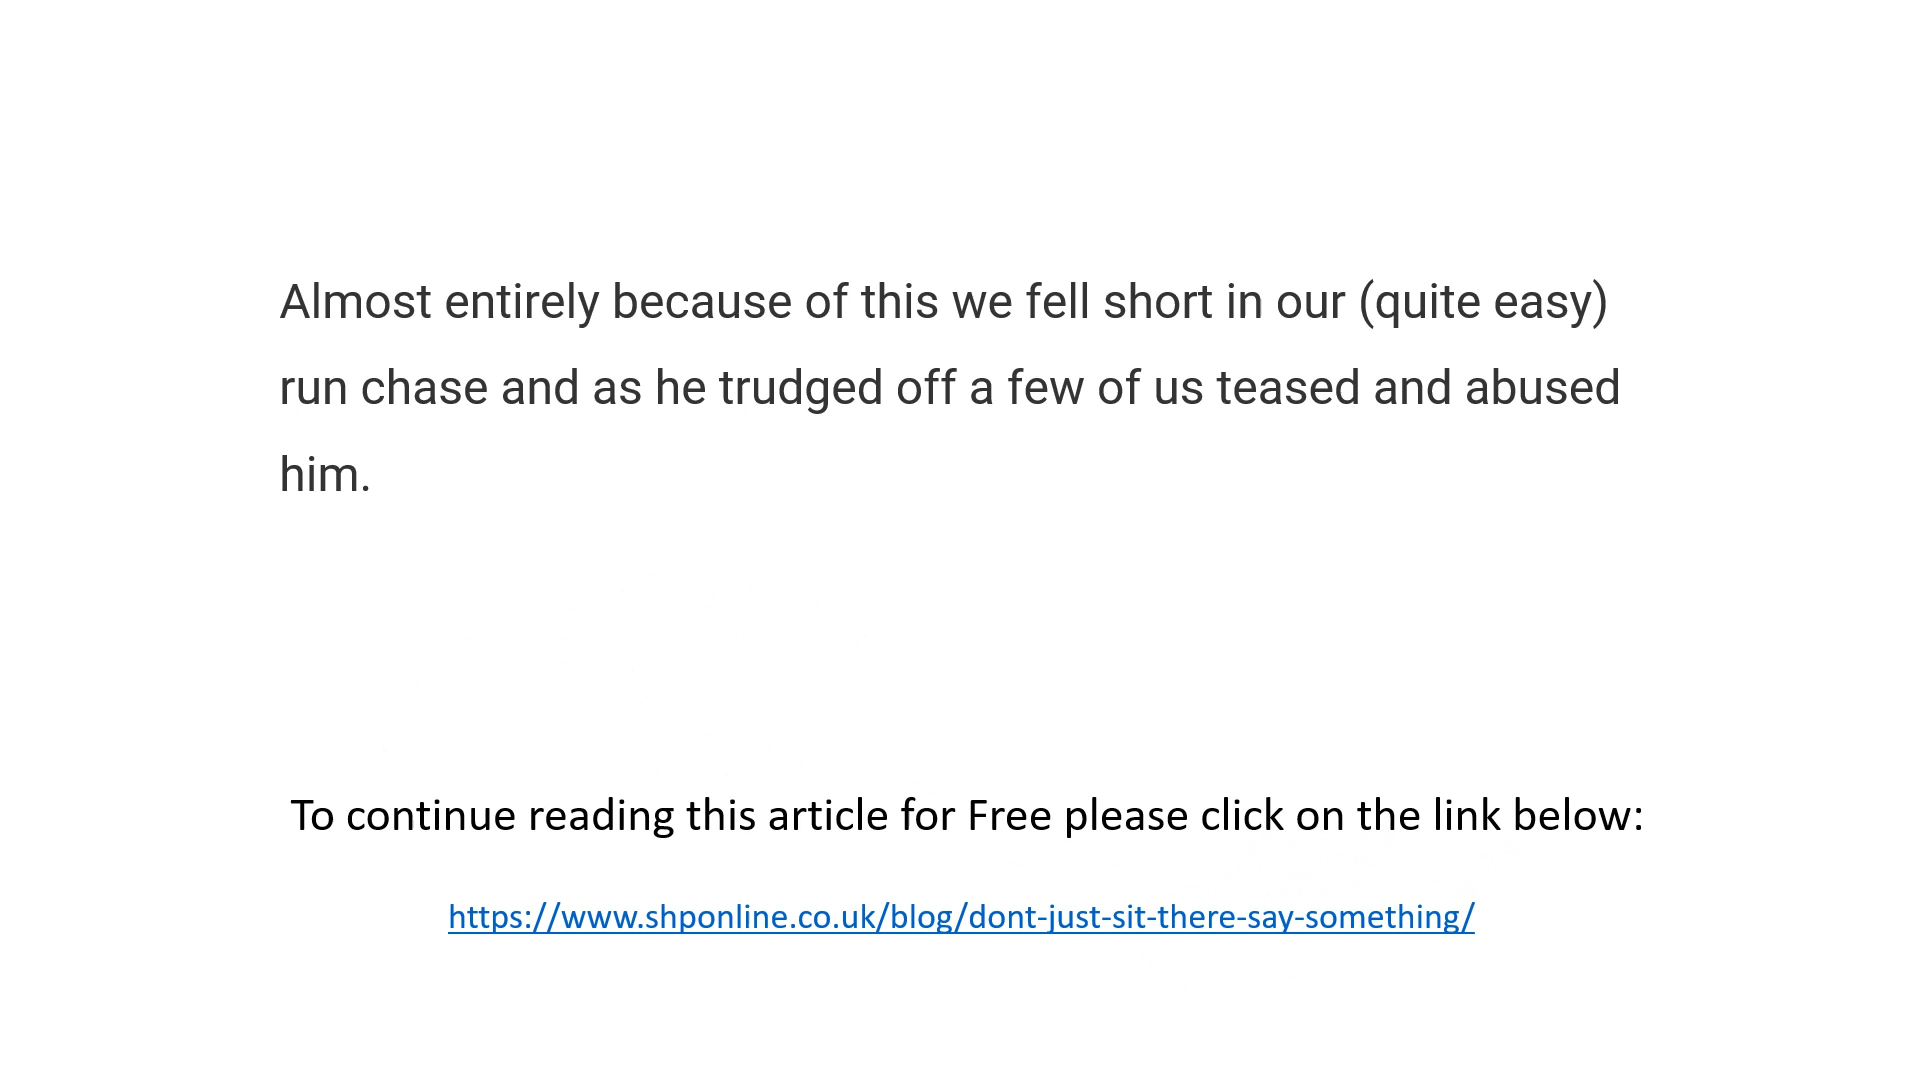 Almost entirely because of this we fell short in our (quite easy)
run chase and as he trudged off a few of us teased and abused
him.
To continue reading this article for Free please click on the link below:
https://www.shponline.co.uk/blog/dont-just-sit-there-say-something/